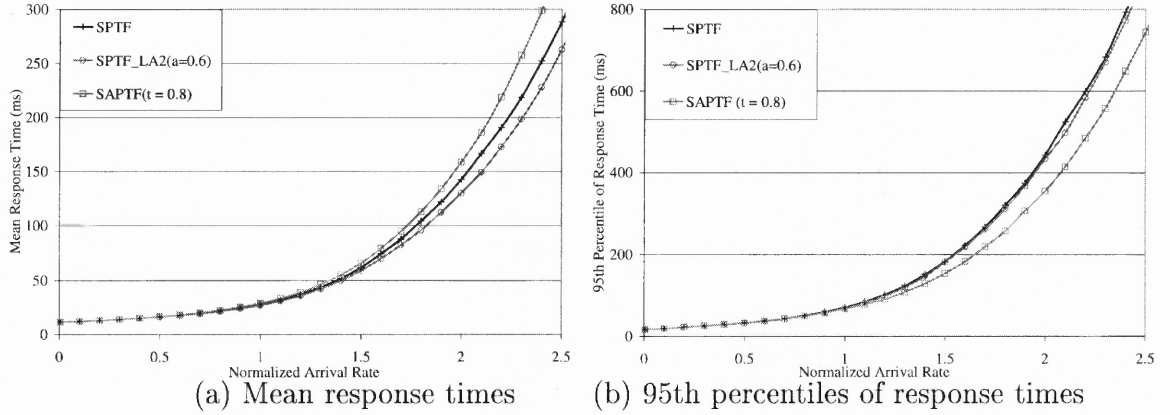 300
250
200
150
100
50
0
Mean Response Time (ms)
SPTF
SPTF_LA2(a=0.6)
SAPTF(t = 0.8)
0 0.5 1 1.5 2 2.5
Normalized Arrival Rate
(a) Mean response times
800
600
400
200
0
95th Percentile of Response Time (ms)
SPTF
SPTF_LA2(a=0.6)
SAPTF (t = 0.8)
0 0.5 1 1.5 2 2.5
Normalized Arrival Rate
(b) 95th percentiles of response times